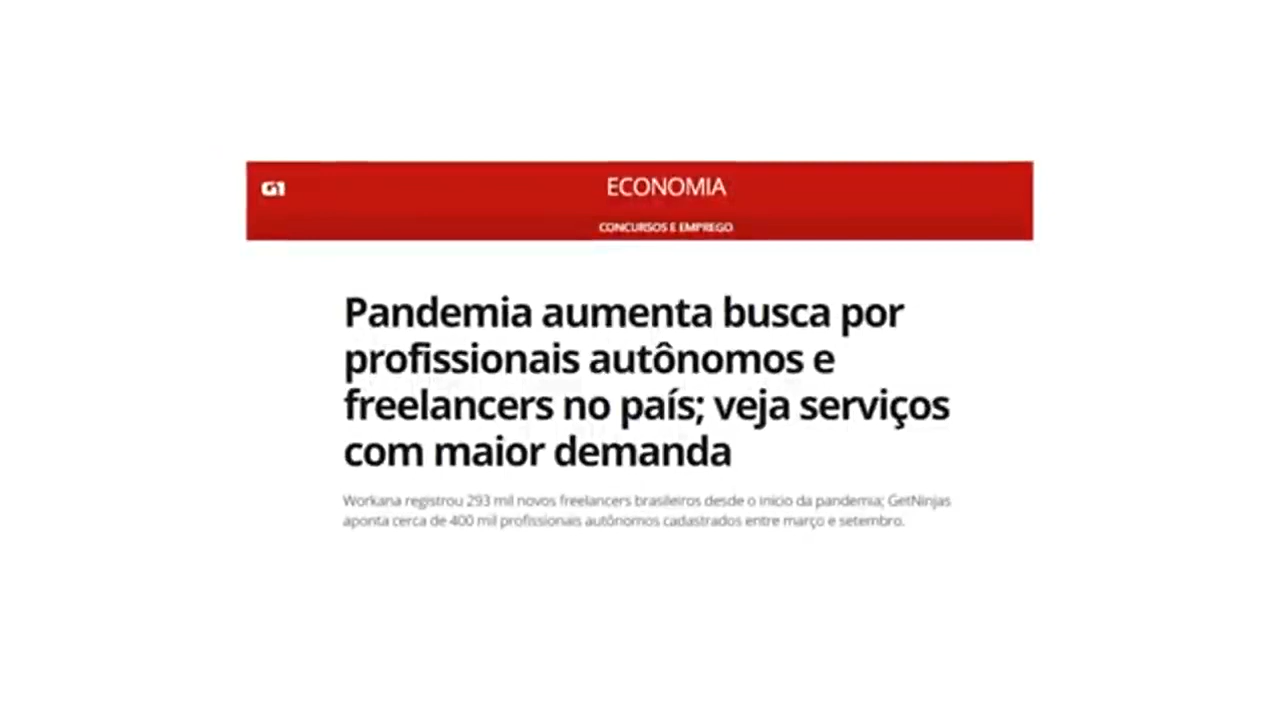 G1
ECONOMIA
CONCURSOS E EMPREGO
Pandemia aumenta busca por
profissionais autônomos e
freelancers no país; veja serviços
com maior demanda
Workana registrou 293 mil novos freelancers brasileiros desde o início da pandemia; GetNinjas
aponta cerca de 400 mil profissionais autônomos cadastrados entre março e setembro.